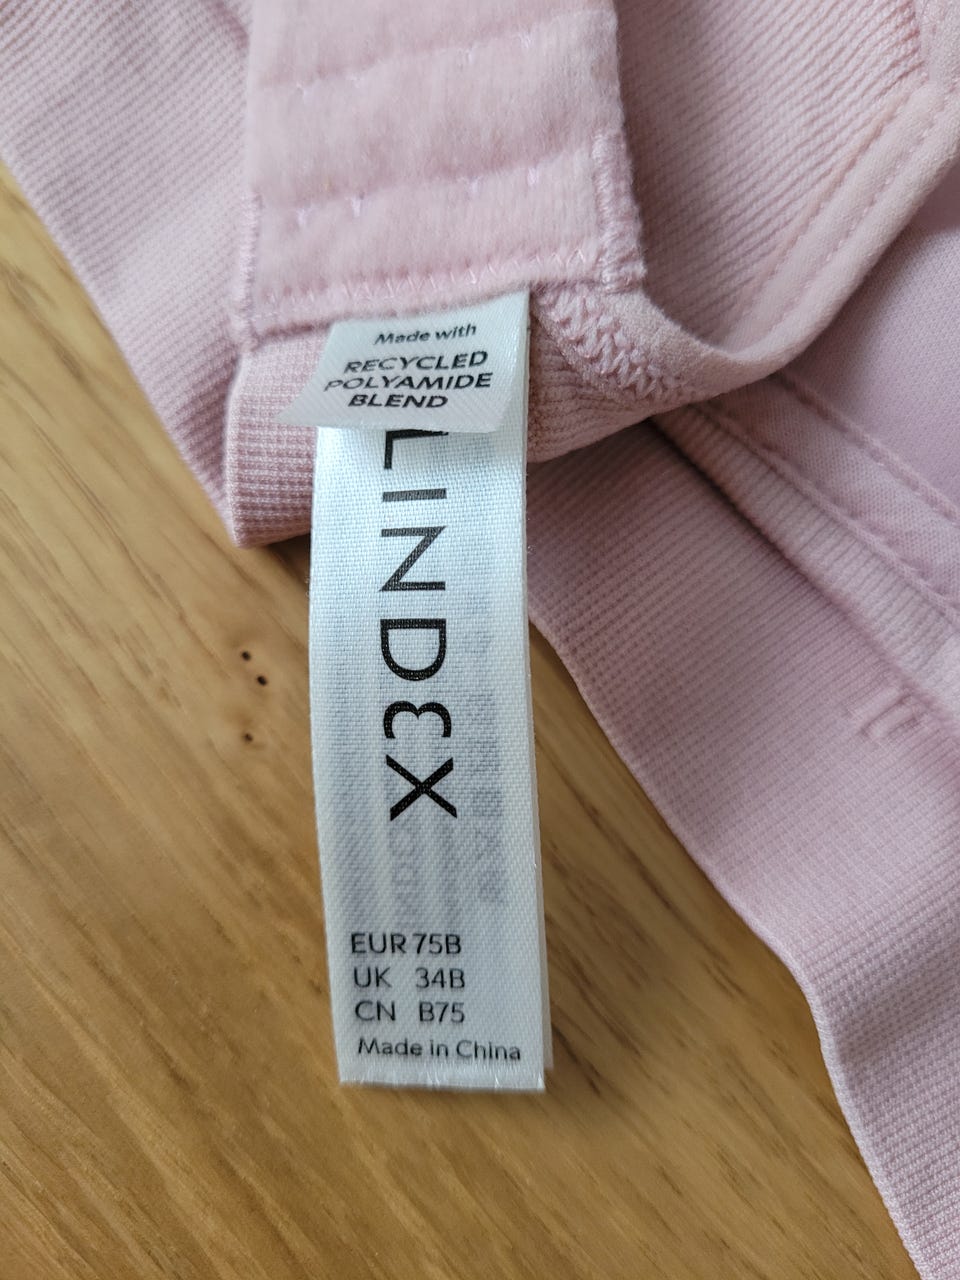 Made with
RECYCLED
POLYAMIDE
BLEND
LINDEX
EUR 75B
UK 34B
CN B75
Made in China